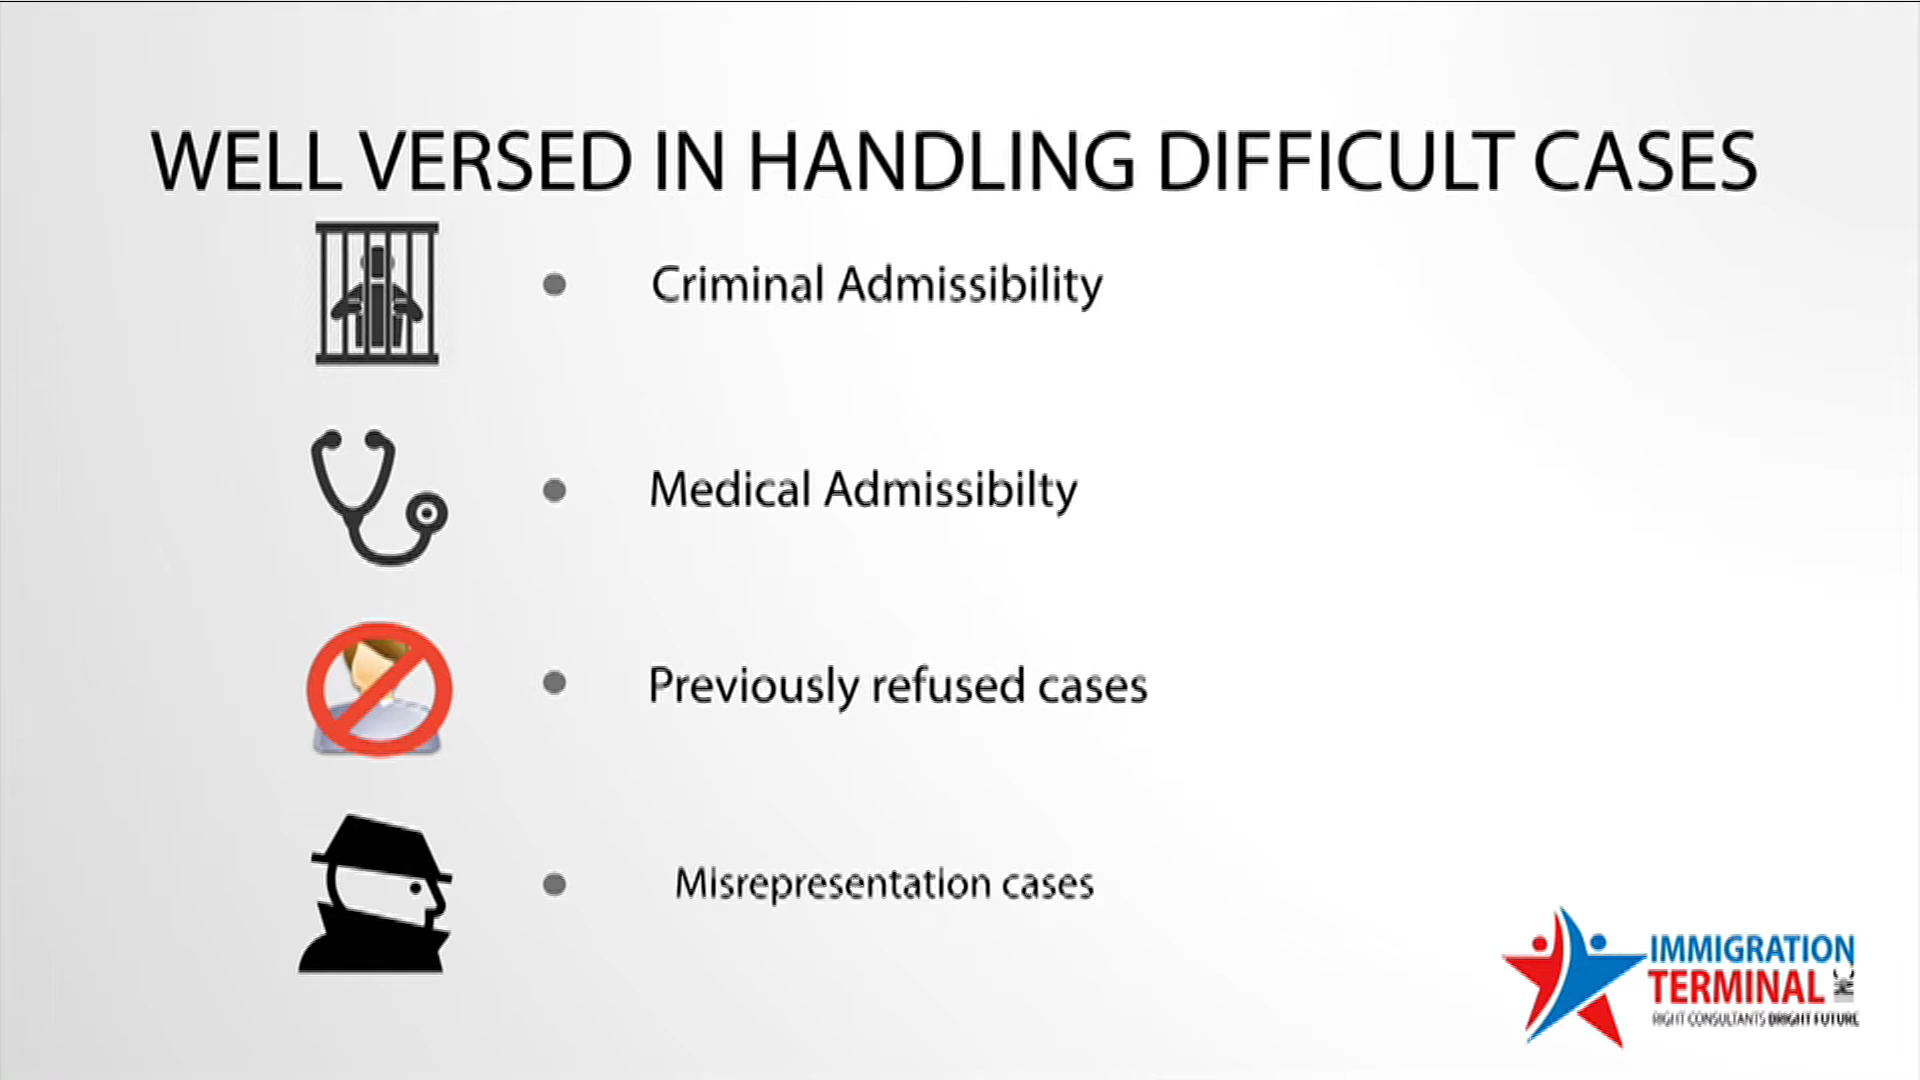 WELL VERSED IN HANDLING DIFFICULT CASES
Criminal Admissibility
Medical Admissibilty
Previously refused cases
Misrepresentation cases
IMMIGRATION
TERMINAL INC.
RIGHT CONSULTANTS BRIGHT FUTURE